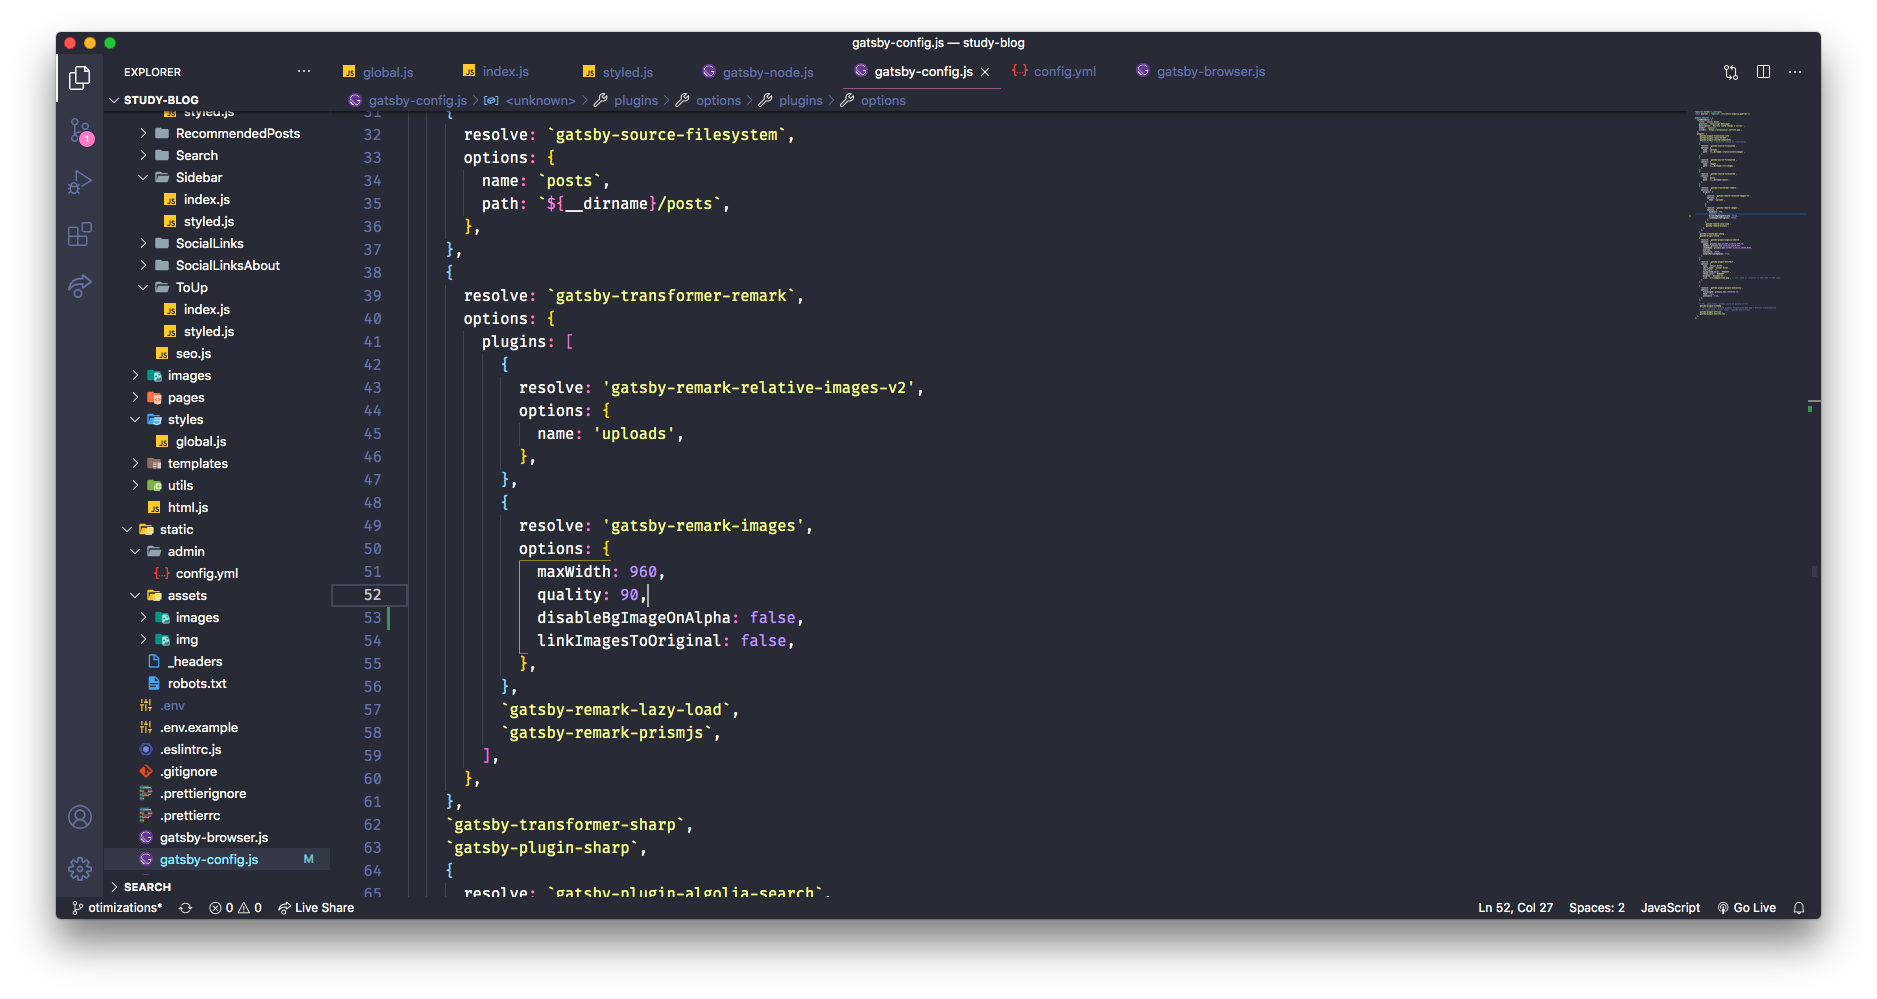 gatsby-config.js — study-blog
EXPLORER
global.js
index.js
styled.js
gatsby-node.js
gatsby-config.js
config.yml
gatsby-browser.js
STUDY-BLOG
gatsby-config.js > <unknown> > plugins > options > plugins > options
styled.js
RecommendedPosts
Search
Sidebar
index.js
styled.js
SocialLinks
SocialLinksAbout
ToUp
index.js
styled.js
seo.js
images
pages
styles
global.js
templates
utils
html.js
static
admin
config.yml
assets
images
img
_headers
robots.txt
.env
.env.example
.eslintrc.js
.gitignore
.prettierignore
.prettierrc
gatsby-browser.js
gatsby-config.js M
SEARCH
1
31 {
32 resolve: `gatsby-source-filesystem`,
33 options: {
34 name: `posts`,
35 path: `${__dirname}/posts`,
36 },
37 },
38 {
39 resolve: `gatsby-transformer-remark`,
40 options: {
41 plugins: [
42 {
43 resolve: 'gatsby-remark-relative-images-v2',
44 options: {
45 name: 'uploads',
46 },
47 },
48 {
49 resolve: 'gatsby-remark-images',
50 options: {
51 maxWidth: 960,
52 quality: 90,
53 disableBgImageOnAlpha: false,
54 linkImagesToOriginal: false,
55 },
56 },
57 `gatsby-remark-lazy-load`,
58 `gatsby-remark-prismjs`,
59 ],
60 },
61 },
62 `gatsby-transformer-sharp`,
63 `gatsby-plugin-sharp`,
64 {
65 resolve: `gatsby-plugin-algolia-search`,
otimizations* 0 0 Live Share
Ln 52, Col 27 Spaces: 2 JavaScript Go Live